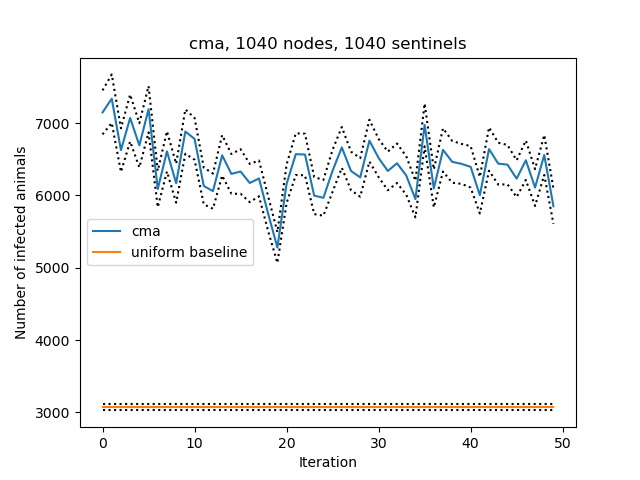 cma, 1040 nodes, 1040 sentinels
Number of infected animals
7000
6000
5000
4000
3000
cma
uniform baseline
0
10
20
30
40
50
Iteration